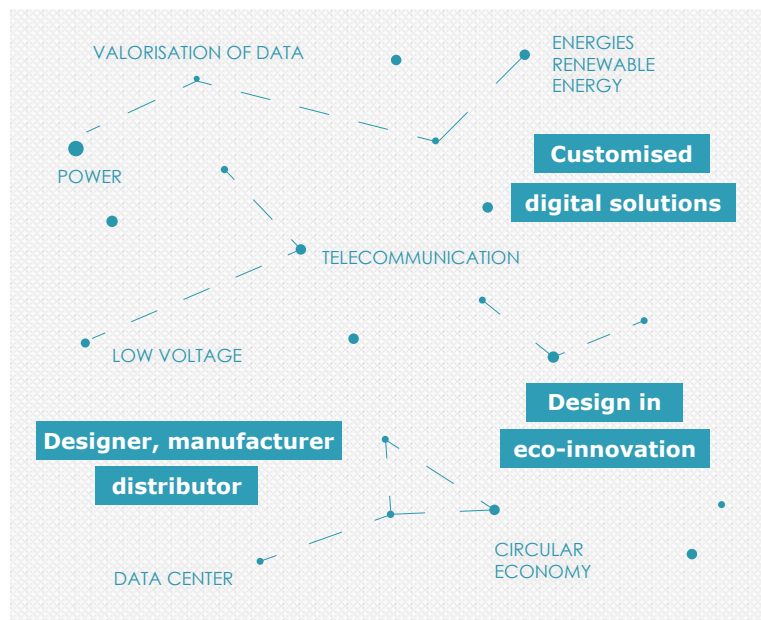 VALORISATION OF DATA
ENERGIES
RENEWABLE
ENERGY
Customised
digital solutions
POWER
TELECOMMUNICATION
LOW VOLTAGE
Design in
eco-innovation
Designer, manufacturer
distributor
CIRCULAR
ECONOMY
DATA CENTER